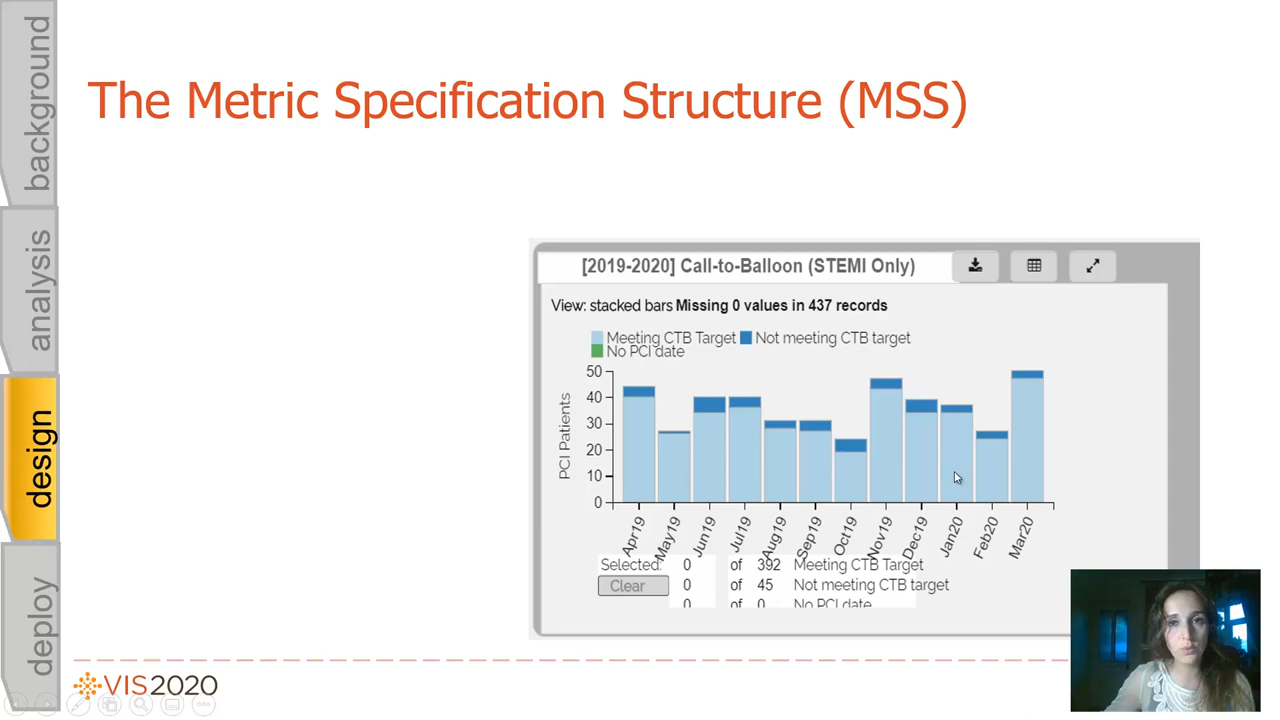 The Metric Specification Structure (MSS)
background
analysis
design
deploy
[2019-2020] Call-to-Balloon (STEMI Only)
View: stacked bars Missing 0 values in 437 records
Meeting CTB Target Not meeting CTB target
No PCI date
PCI Patients
50
40
30
20
10
0
Apr19 May19 Jun19 Jul19 Aug19 Sep19 Oct19 Nov19 Dec19 Jan20 Feb20 Mar20
Selected: 0 of 392 Meeting CTB Target
Clear 0 of 45 Not meeting CTB target
0 of 0 No PCI date
VIS2020